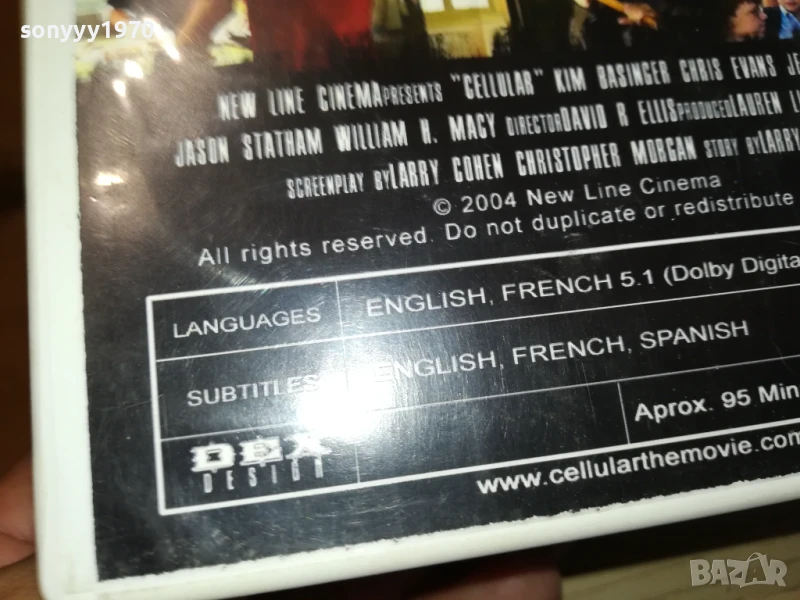 sonyyy1970
NEW LINE CINEMA PRESENTS "CELLULAR" KIM BASINGER CHRIS EVANS JE
JASON STATHAM WILLIAM H. MACY DIRECTOR DAVID R ELLIS PRODUCED LAUREN
SCREENPLAY BY LARRY COHEN CHRISTOPHER MORGAN STORY BY LARRY
© 2004 New Line Cinema
All rights reserved. Do not duplicate or redistribute
LANGUAGES ENGLISH, FRENCH 5.1 (Dolby Digita
SUBTITLES ENGLISH, FRENCH, SPANISH
Aprox. 95 Min
DEX
DESIGN
www.cellularthemovie.com
BAZAR